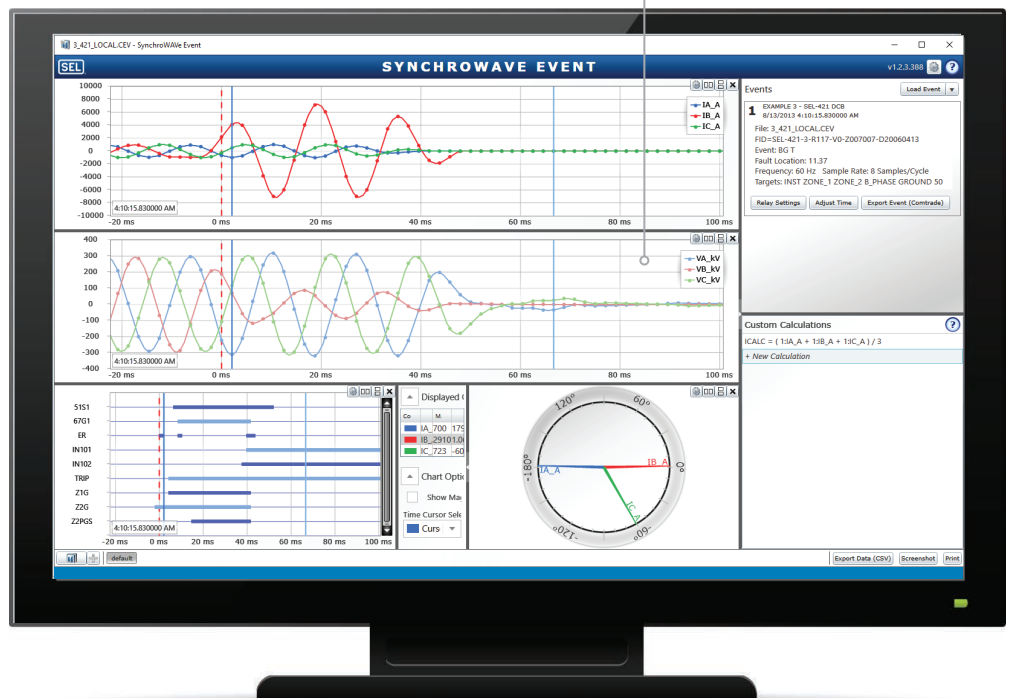 3_421_LOCAL.CEV - SynchroWAVe Event
SEL
SYNCHROWAVE EVENT
v1.2.3.388
?
10000
8000
6000
4000
2000
0
-2000
-4000
-6000
-8000
-10000
IA_A
IB_A
IC_A
4:10:15.830000 AM
-20 ms 0 ms 20 ms 40 ms 60 ms 80 ms 100 ms
400
300
200
100
0
-100
-200
-300
-400
VA_kV
VB_kV
VC_kV
4:10:15.830000 AM
-20 ms 0 ms 20 ms 40 ms 60 ms 80 ms 100 ms
51S1
67G1
ER
IN101
IN102
TRIP
Z1G
Z2G
Z2PGS
4:10:15.830000 AM
-20 ms 0 ms 20 ms 40 ms 60 ms 80 ms 100 ms
Displayed
Co M.
IA_700 179
IB_29101.0
IC_723 -60
Chart Opti
Show Ma
Time Cursor Sele
Curs
120° 60°
-180° IA_A IB_A 0°
IC_A
-120° -60°
Events
Load Event
1 EXAMPLE 3 - SEL-421 DCB
8/13/2013 4:10:15.830000 AM
File: 3_421_LOCAL.CEV
FID=SEL-421-3-R117-V0-Z007007-D20060413
Event: BG T
Fault Location: 11.37
Frequency: 60 Hz Sample Rate: 8 Samples/Cycle
Targets: INST ZONE_1 ZONE_2 B_PHASE GROUND 50
Relay Settings Adjust Time Export Event (Comtrade)
Custom Calculations ?
ICALC = ( 1:IA_A + 1:IB_A + 1:IC_A ) / 3
+ New Calculation
default
Export Data (CSV) Screenshot Print